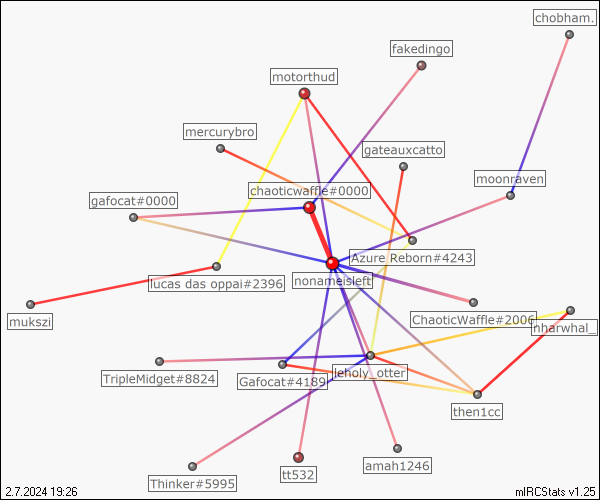 chobham.
fakedingo
motorthud
mercurybro
gateauxcatto
moonraven
chaoticwaffle#0000
gafocat#0000
Azure Reborn#4243
lucas das oppai#2396
nonameisleft
mukszi
ChaoticWaffle#2006
nharwhal_
TripleMidget#8824
Gafocat#4189
leholy_otter
then1cc
Thinker#5995
tt532
amah1246
2.7.2024 19:26
mIRCStats v1.25